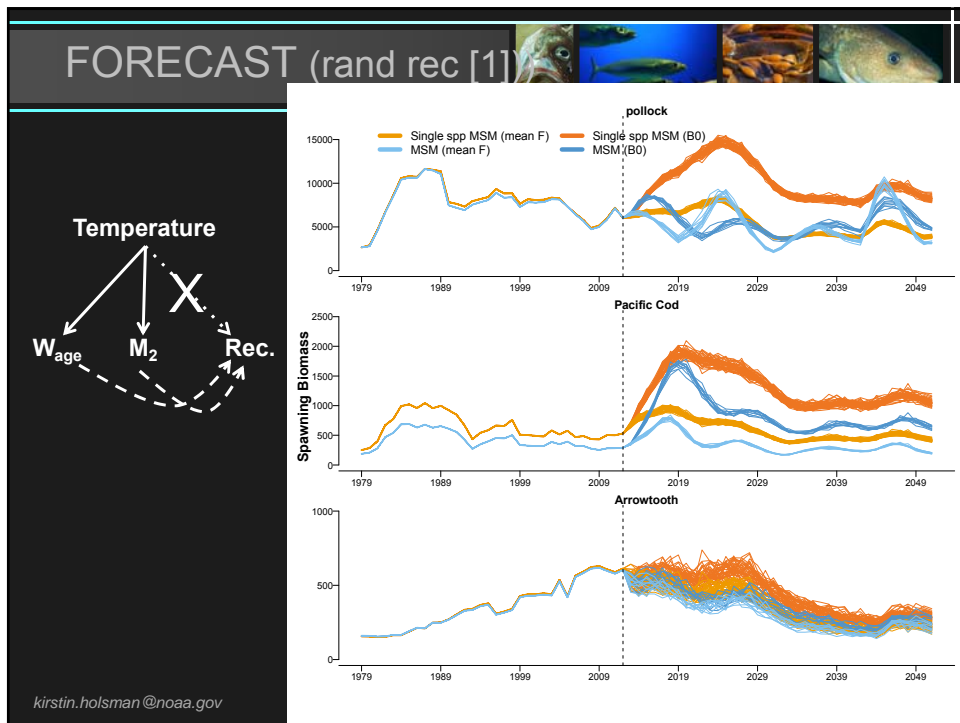 FORECAST (rand rec [1])
Temperature
X
Wage M2 Rec.
kirstin.holsman@noaa.gov
pollock
Single spp MSM (mean F) Single spp MSM (B0)
MSM (mean F) MSM (B0)
15000
10000
5000
0
1979 1989 1999 2009 2019 2029 2039 2049
Spawning Biomass
Pacific Cod
2500
2000
1500
1000
500
0
1979 1989 1999 2009 2019 2029 2039 2049
Arrowtooth
1000
500
0
1979 1989 1999 2009 2019 2029 2039 2049